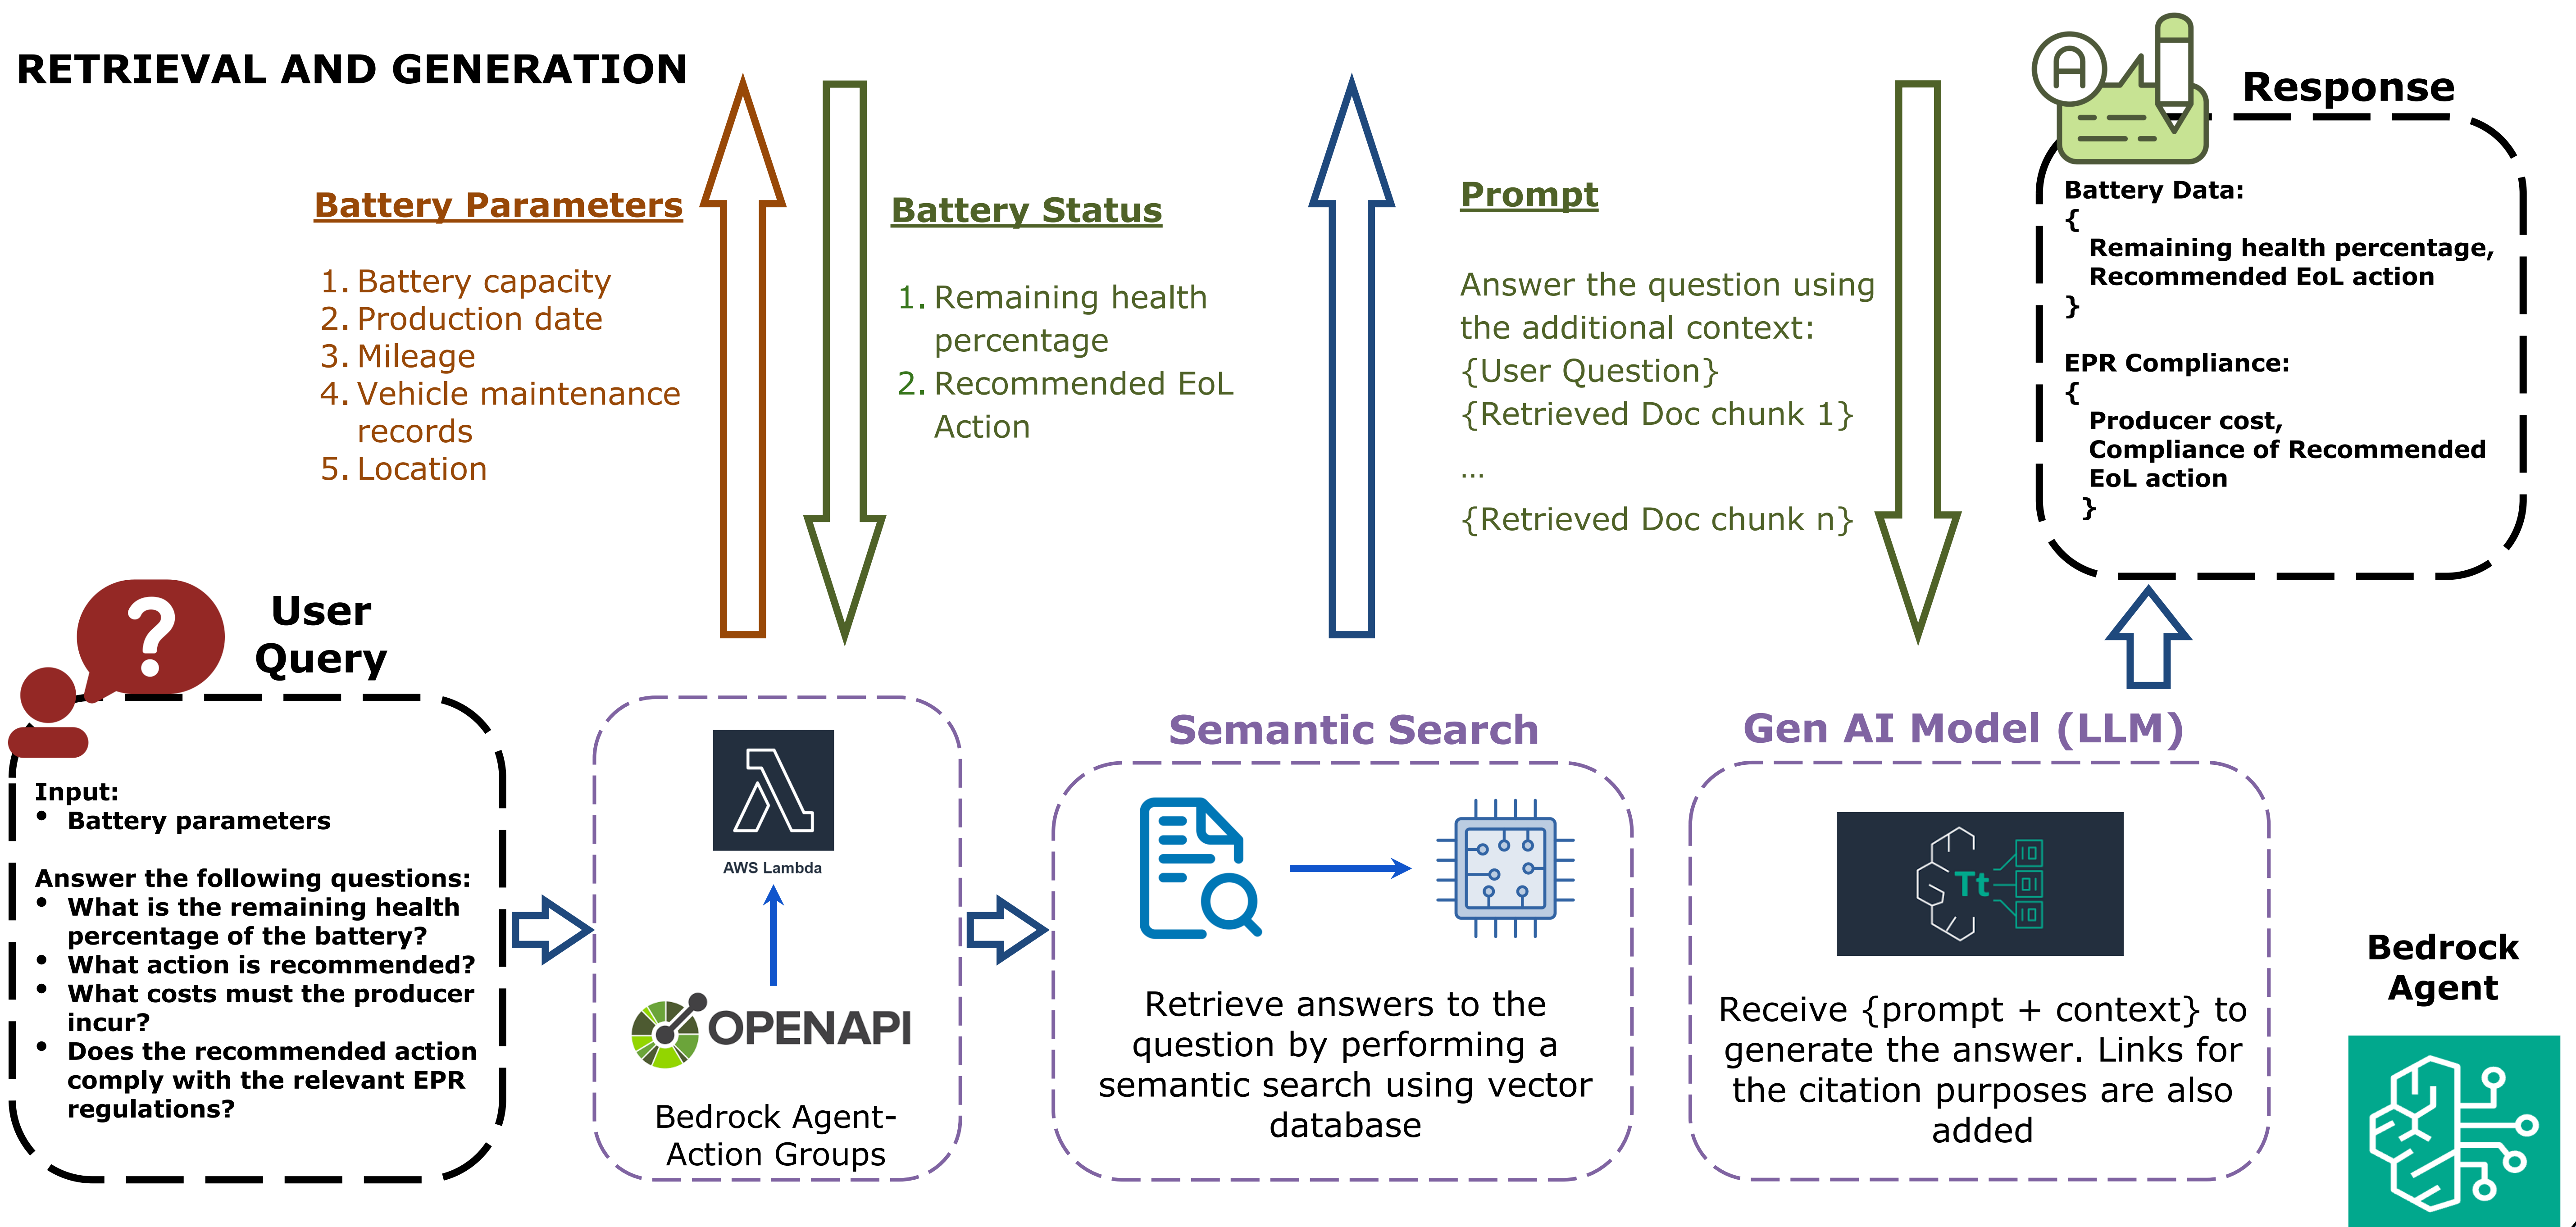 RETRIEVAL AND GENERATION
Battery Parameters
1. Battery capacity
2. Production date
3. Mileage
4. Vehicle maintenance
records
5. Location
Battery Status
1. Remaining health
percentage
2. Recommended EoL
Action
Prompt
Answer the question using
the additional context:
{User Question}
{Retrieved Doc chunk 1}
...
{Retrieved Doc chunk n}
A
Response
Battery Data:
{
Remaining health percentage,
Recommended EoL action
}
EPR Compliance:
{
Producer cost,
Compliance of Recommended
EoL action
}
?
User
Query
Input:
• Battery parameters
Answer the following questions:
• What is the remaining health
percentage of the battery?
• What action is recommended?
• What costs must the producer
incur?
• Does the recommended action
comply with the relevant EPR
regulations?
AWS Lambda
OPENAPI
Bedrock Agent-
Action Groups
Semantic Search
Retrieve answers to the
question by performing a
semantic search using vector
database
Gen AI Model (LLM)
Tt
Receive {prompt + context} to
generate the answer. Links for
the citation purposes are also
added
Bedrock
Agent